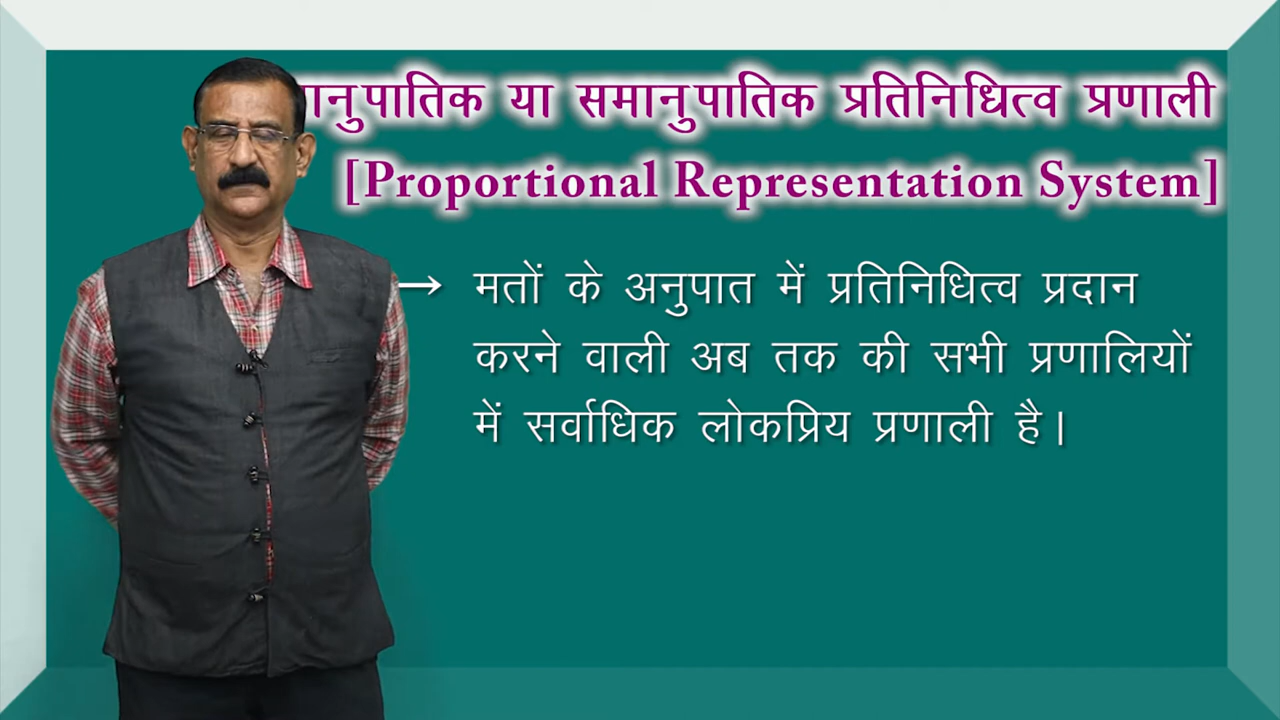 या समानुपातिक प्रतिनिधित्व प्रणाली
[Proportional Representation System]
→ मतों के अनुपात में प्रतिनिधित्व प्रदान
करने वाली अब तक की सभी प्रणालियों
में सर्वाधिक लोकप्रिय प्रणाली है।